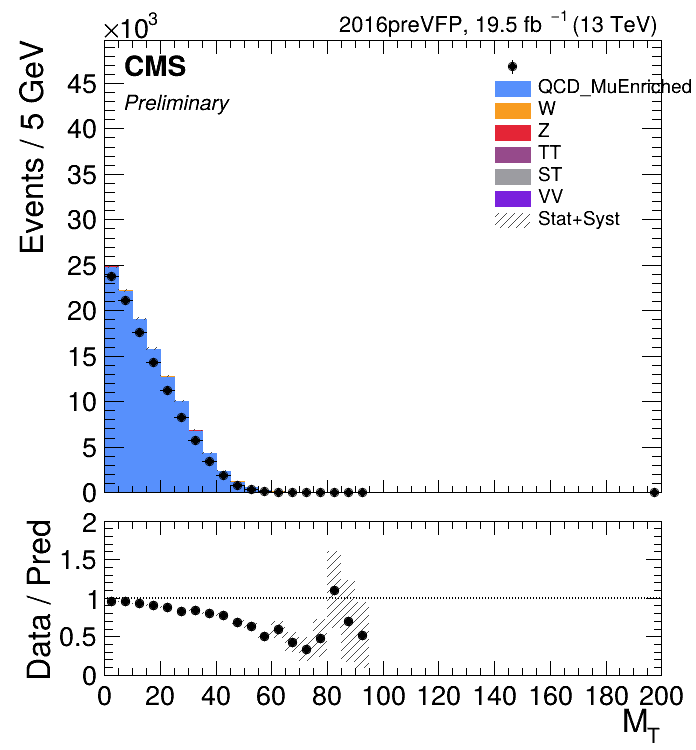 ×10³
2016preVFP, 19.5 fb ⁻¹ (13 TeV)
CMS
Preliminary
QCD_MuEnriched
W
Z
TT
ST
VV
Stat+Syst
Events / 5 GeV
45
40
35
30
25
20
15
10
5
0
Data / Pred
2
1.5
1
0.5
0
0 20 40 60 80 100 120 140 160 180 200
M_T